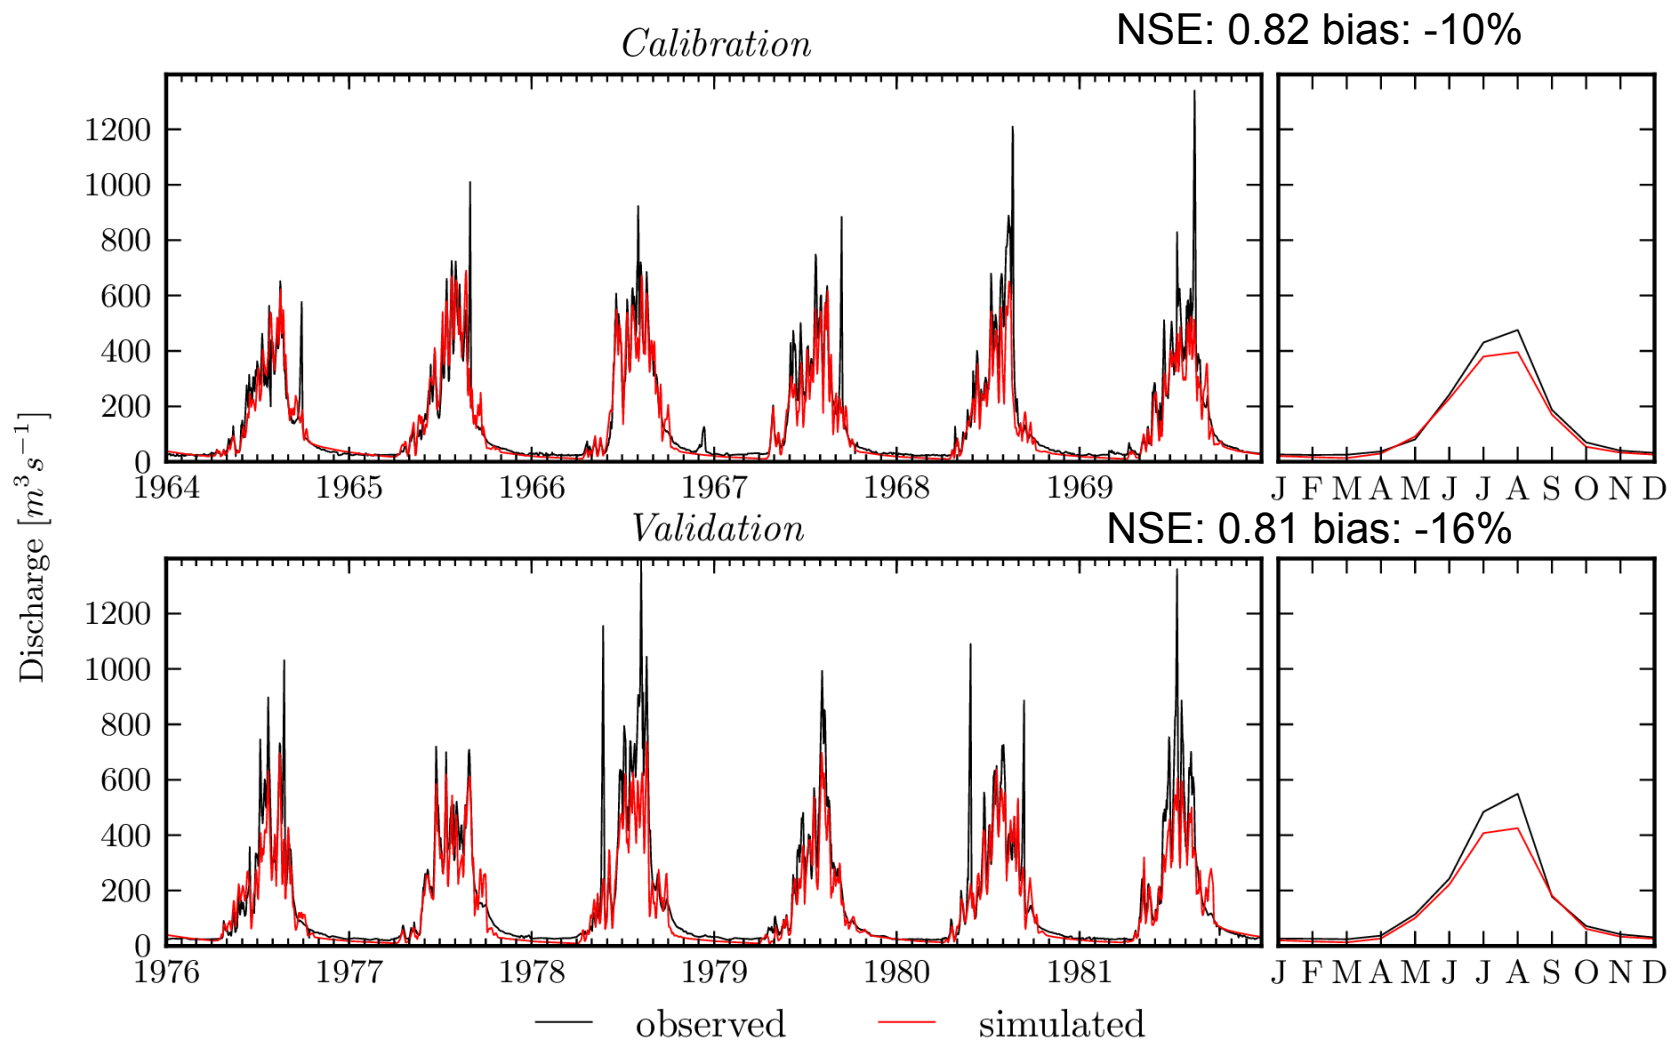 Calibration
NSE: 0.82 bias: -10%
1200
1000
800
600
400
200
0
1964 1965 1966 1967 1968 1969
J F M A M J J A S O N D
Discharge [m³s⁻¹]
Validation
NSE: 0.81 bias: -16%
1200
1000
800
600
400
200
0
1976 1977 1978 1979 1980 1981
J F M A M J J A S O N D
observed simulated